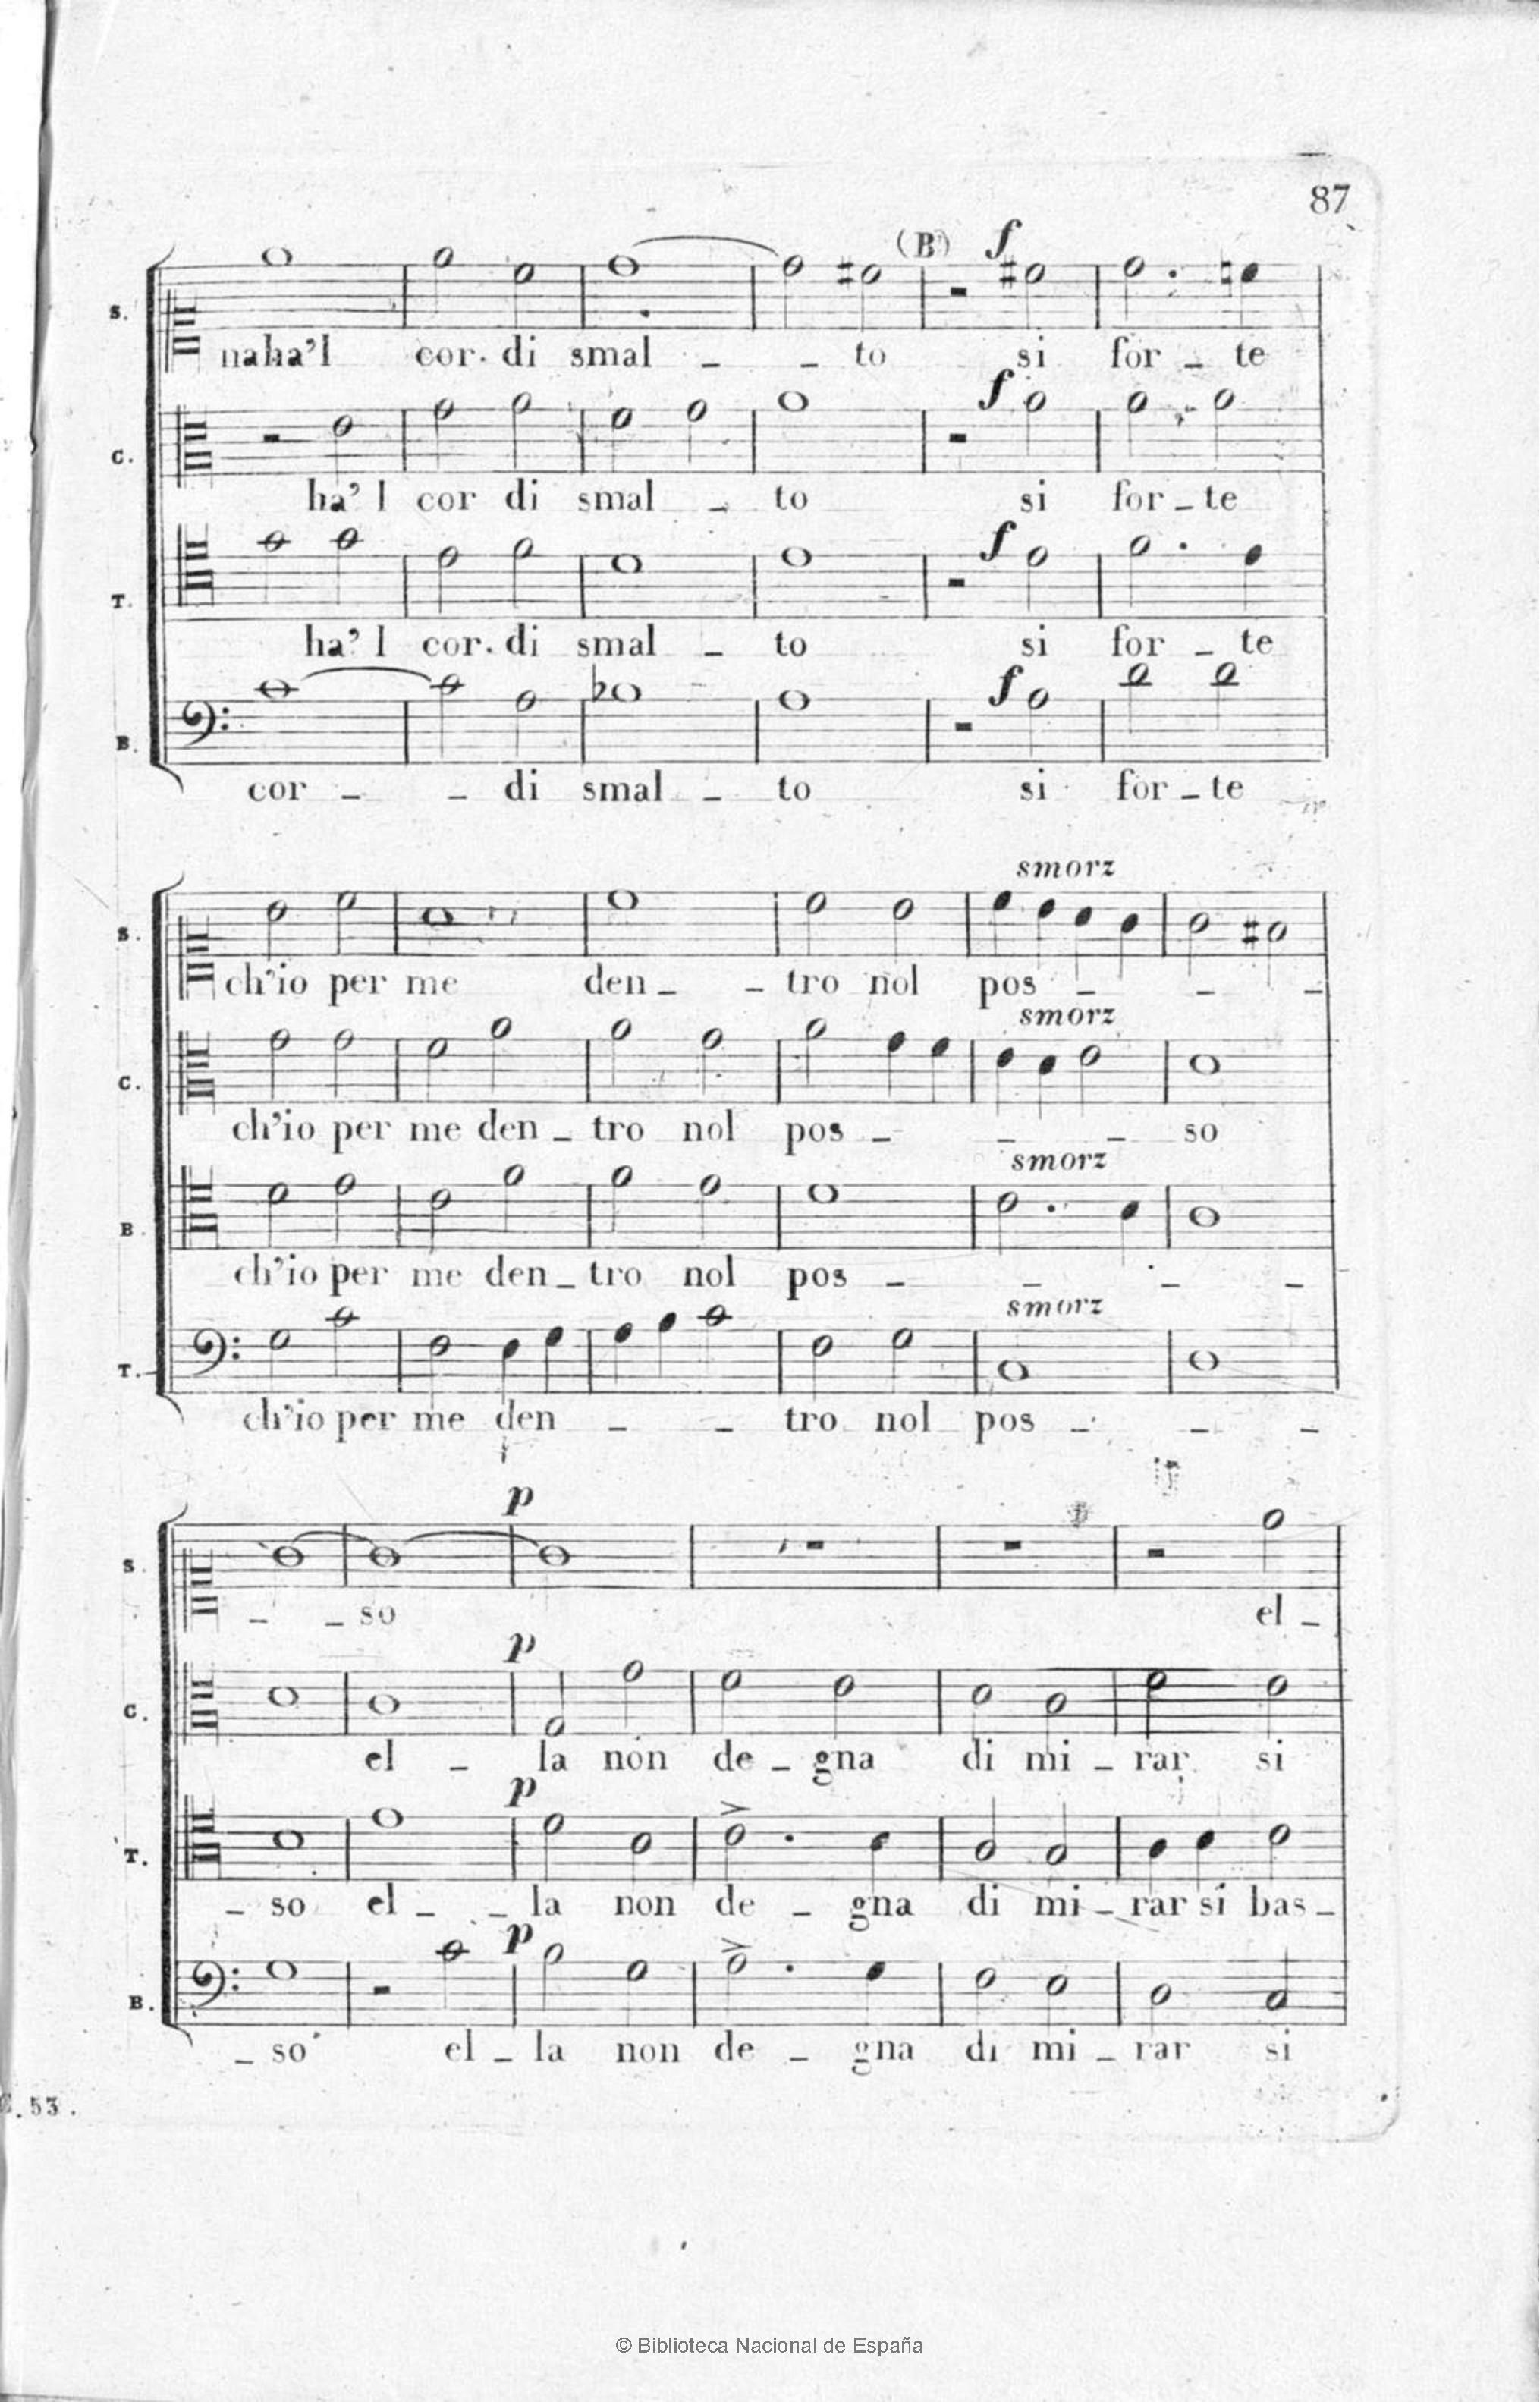 87
(B) f
S.
naha'l cor. di smal _ _ to si for _ te
f
C.
ha' l cor di smal _ to si for _ te
f
T.
ha' l cor. di smal _ to si for _ te
f
B.
cor _ _ di smal _ to si for _ te
smorz
S.
ch'io per me den _ _ tro nol pos _ _ _
smorz
C.
ch'io per me den _ tro nol pos _ _ _ so
smorz
B.
ch'io per me den _ tro nol pos _ _ _ _
smorz
T.
ch'io per me den _ _ tro nol pos _ _ _
p
S.
_ _ so el _
p
C.
el _ la non de _ gna di mi _ rar si
p
T.
_ so el _ _ la non de _ gna di mi _ rar si bas _
p
B.
_ so el _ la non de _ gna di mi _ rar si
.53.
© Biblioteca Nacional de España